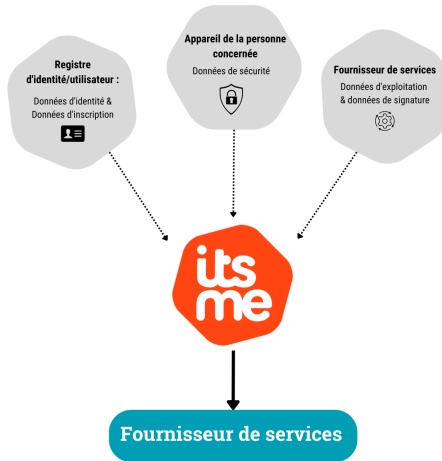 Registre
d'identité/utilisateur :
Données d'identité &
Données d'inscription
Appareil de la personne
concernée
Données de sécurité
Fournisseur de services
Données d'exploitation
& données de signature
its
me
Fournisseur de services